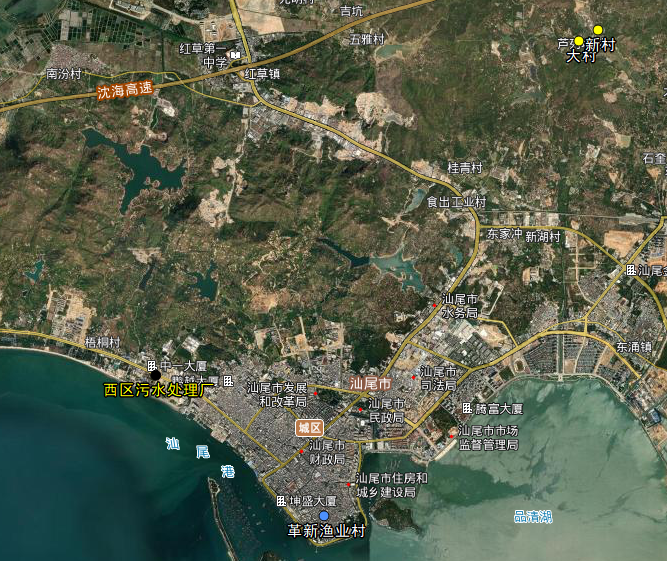 吉坑
五雅村
新村
大村
红草第一
中学
南汾村
红草镇
沈海高速
石奎
桂青村
食出工业村
东家冲
新湖村
汕尾
汕尾市
水务局
梧桐村
中一大厦
东涌镇
西区污水处理厂
汕尾市发展
和改革局
汕尾市
汕尾市
司法局
汕尾市
民政局
腾富大厦
城区
汕尾市市场
监督管理局
汕尾港
汕尾市
财政局
汕尾市住房和
城乡建设局
坤盛大厦
品清湖
革新渔业村